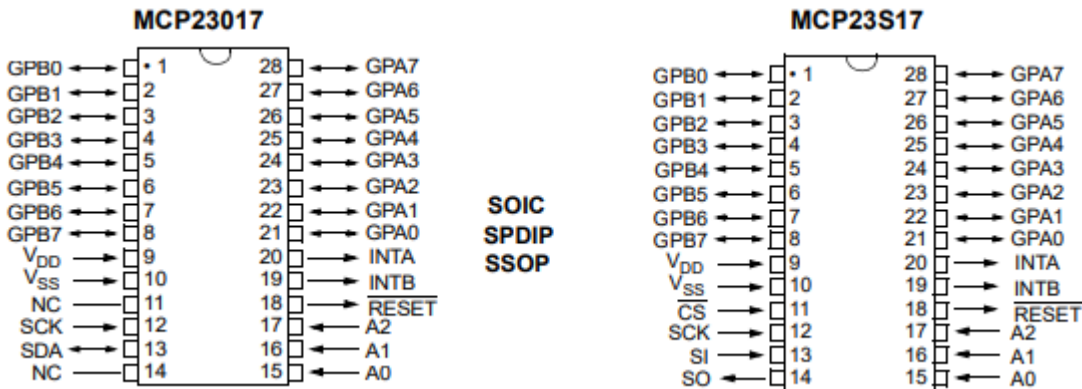 MCP23017
GPB0 • 1 28 GPA7
GPB1 2 27 GPA6
GPB2 3 26 GPA5
GPB3 4 25 GPA4
GPB4 5 24 GPA3
GPB5 6 23 GPA2
GPB6 7 22 GPA1
GPB7 8 21 GPA0
VDD 9 20 INTA
VSS 10 19 INTB
NC 11 18 RESET
SCK 12 17 A2
SDA 13 16 A1
NC 14 15 A0
SOIC
SPDIP
SSOP
MCP23S17
GPB0 • 1 28 GPA7
GPB1 2 27 GPA6
GPB2 3 26 GPA5
GPB3 4 25 GPA4
GPB4 5 24 GPA3
GPB5 6 23 GPA2
GPB6 7 22 GPA1
GPB7 8 21 GPA0
VDD 9 20 INTA
VSS 10 19 INTB
CS 11 18 RESET
SCK 12 17 A2
SI 13 16 A1
SO 14 15 A0